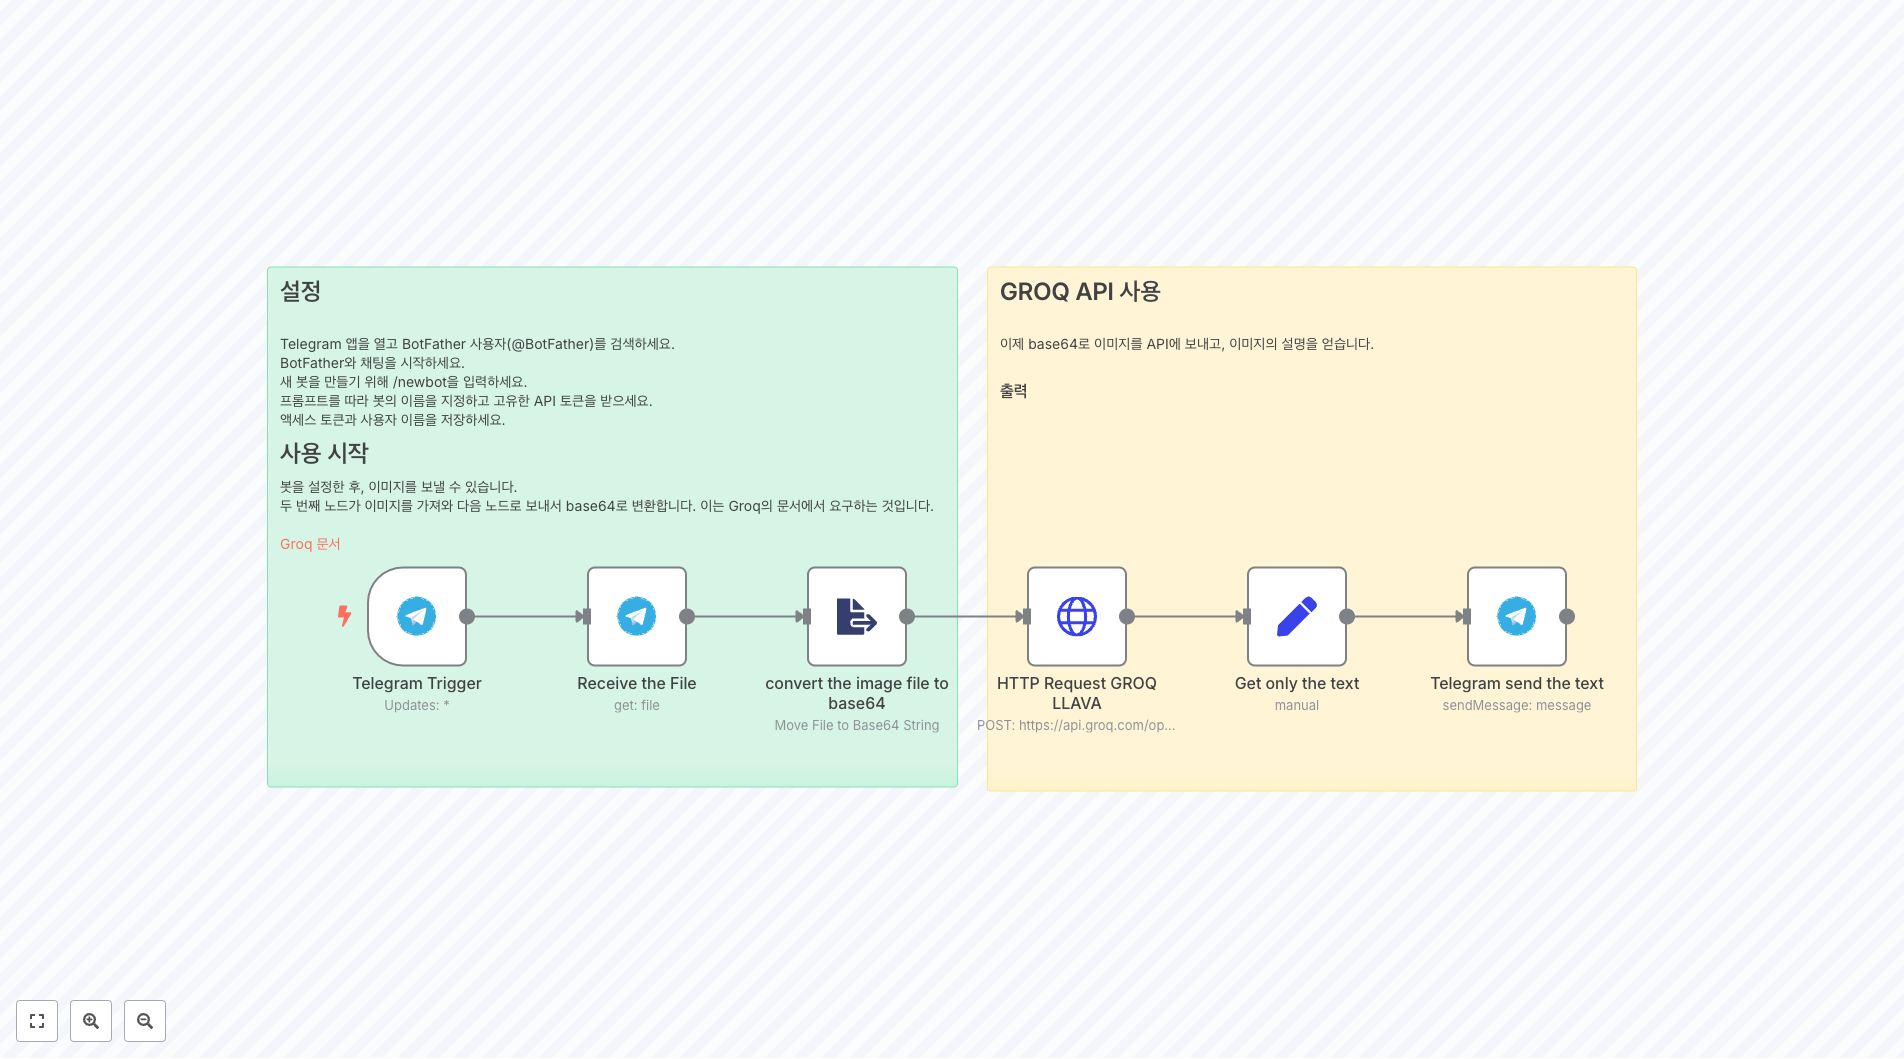 설정
Telegram 앱을 열고 BotFather 사용자(@BotFather)를 검색하세요.
BotFather와 채팅을 시작하세요.
새 봇을 만들기 위해 /newbot을 입력하세요.
프롬프트를 따라 봇의 이름을 지정하고 고유한 API 토큰을 받으세요.
액세스 토큰과 사용자 이름을 저장하세요.
사용 시작
봇을 설정한 후, 이미지를 보낼 수 있습니다.
두 번째 노드가 이미지를 가져와 다음 노드로 보내서 base64로 변환합니다. 이는 Groq의 문서에서 요구하는 것입니다.
Groq 문서
Telegram Trigger
Updates: *
Receive the File
get: file
convert the image file to
base64
Move File to Base64 String
GROQ API 사용
이제 base64로 이미지를 API에 보내고, 이미지의 설명을 얻습니다.
출력
HTTP Request GROQ
LLAVA
POST: https://api.groq.com/op...
Get only the text
manual
Telegram send the text
sendMessage: message